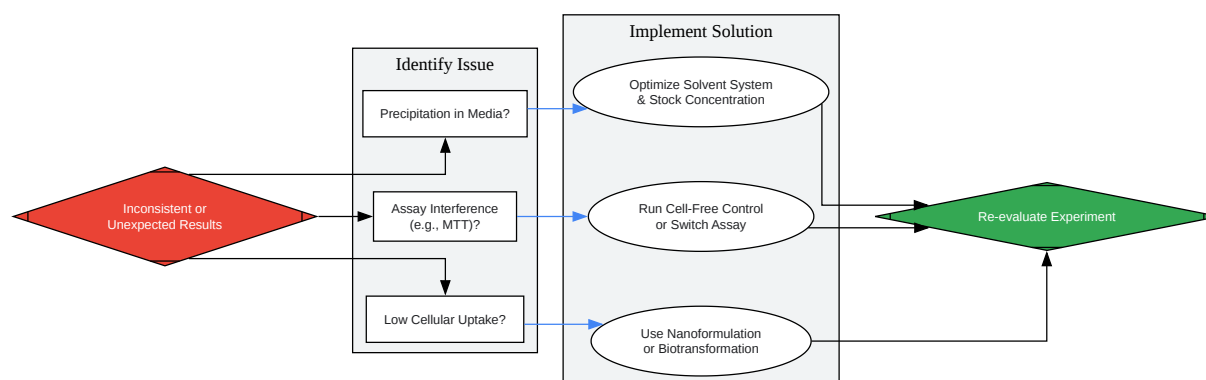 Implement Solution
Identify Issue
Optimize Solvent System
& Stock Concentration
Precipitation in Media?
Inconsistent or
Unexpected Results
Assay Interference
(e.g., MTT)?
Run Cell-Free Control
or Switch Assay
Re-evaluate Experiment
Low Cellular Uptake?
Use Nanoformulation
or Biotransformation